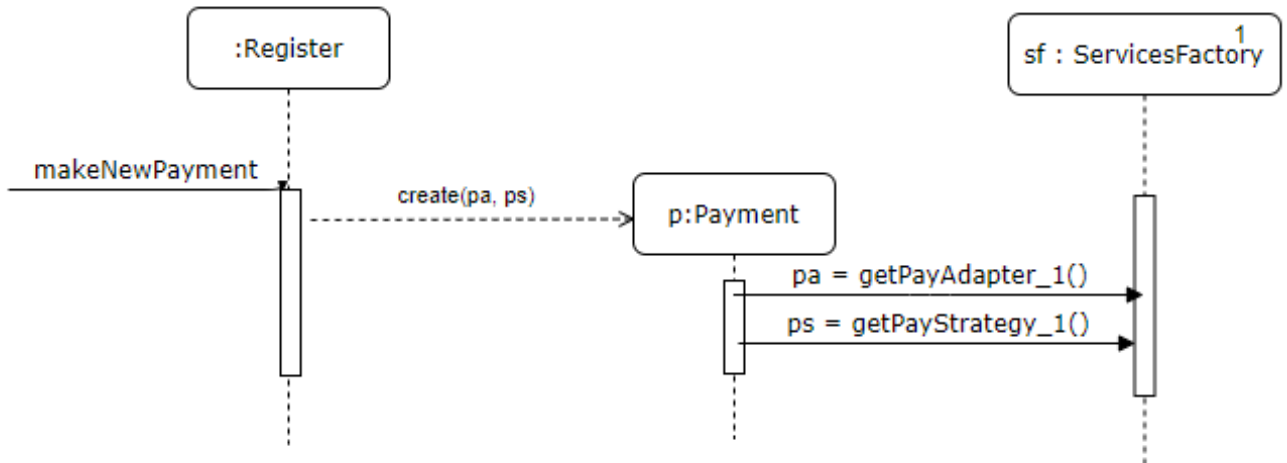 :Register
1
sf : ServicesFactory
makeNewPayment
create(pa, ps)
p:Payment
pa = getPayAdapter_1()
ps = getPayStrategy_1()